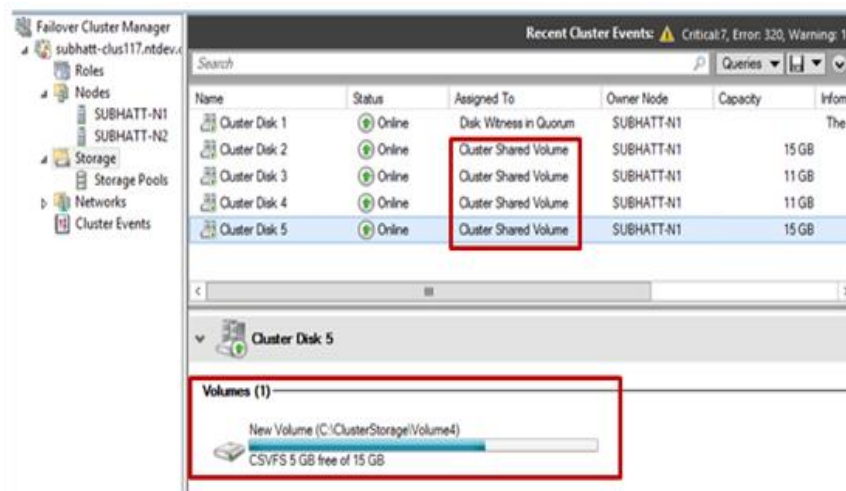 Failover Cluster Manager
subhatt-clus117.ntdev.c
Roles
Nodes
SUBHATT-N1
SUBHATT-N2
Storage
Storage Pools
Networks
Cluster Events
Recent Cluster Events: Critical:7, Error: 320, Warning: 1
Search Queries
Name Status Assigned To Owner Node Capacity Inform
Cluster Disk 1 Online Disk Witness in Quorum SUBHATT-N1 The
Cluster Disk 2 Online Cluster Shared Volume SUBHATT-N1 15 GB
Cluster Disk 3 Online Cluster Shared Volume SUBHATT-N1 11 GB
Cluster Disk 4 Online Cluster Shared Volume SUBHATT-N1 11 GB
Cluster Disk 5 Online Cluster Shared Volume SUBHATT-N1 15 GB
Cluster Disk 5
Volumes (1)
New Volume (C:\ClusterStorage\Volume4)
CSVFS 5 GB free of 15 GB